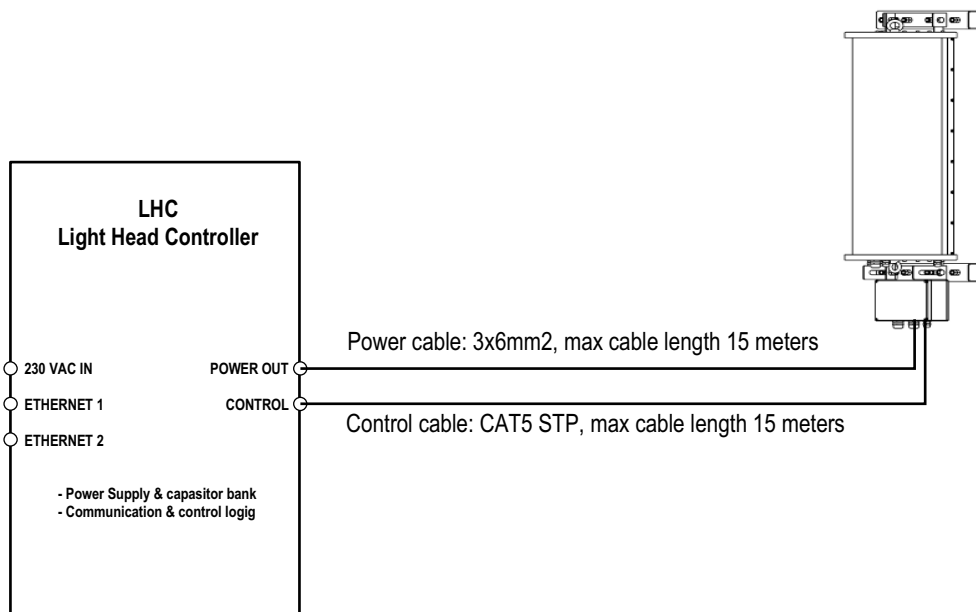 LHC
Light Head Controller
Power cable: 3x6mm2, max cable length 15 meters
230 VAC IN
POWER OUT
ETHERNET 1
CONTROL
Control cable: CAT5 STP, max cable length 15 meters
ETHERNET 2
- Power Supply & capasitor bank
- Communication & control logig